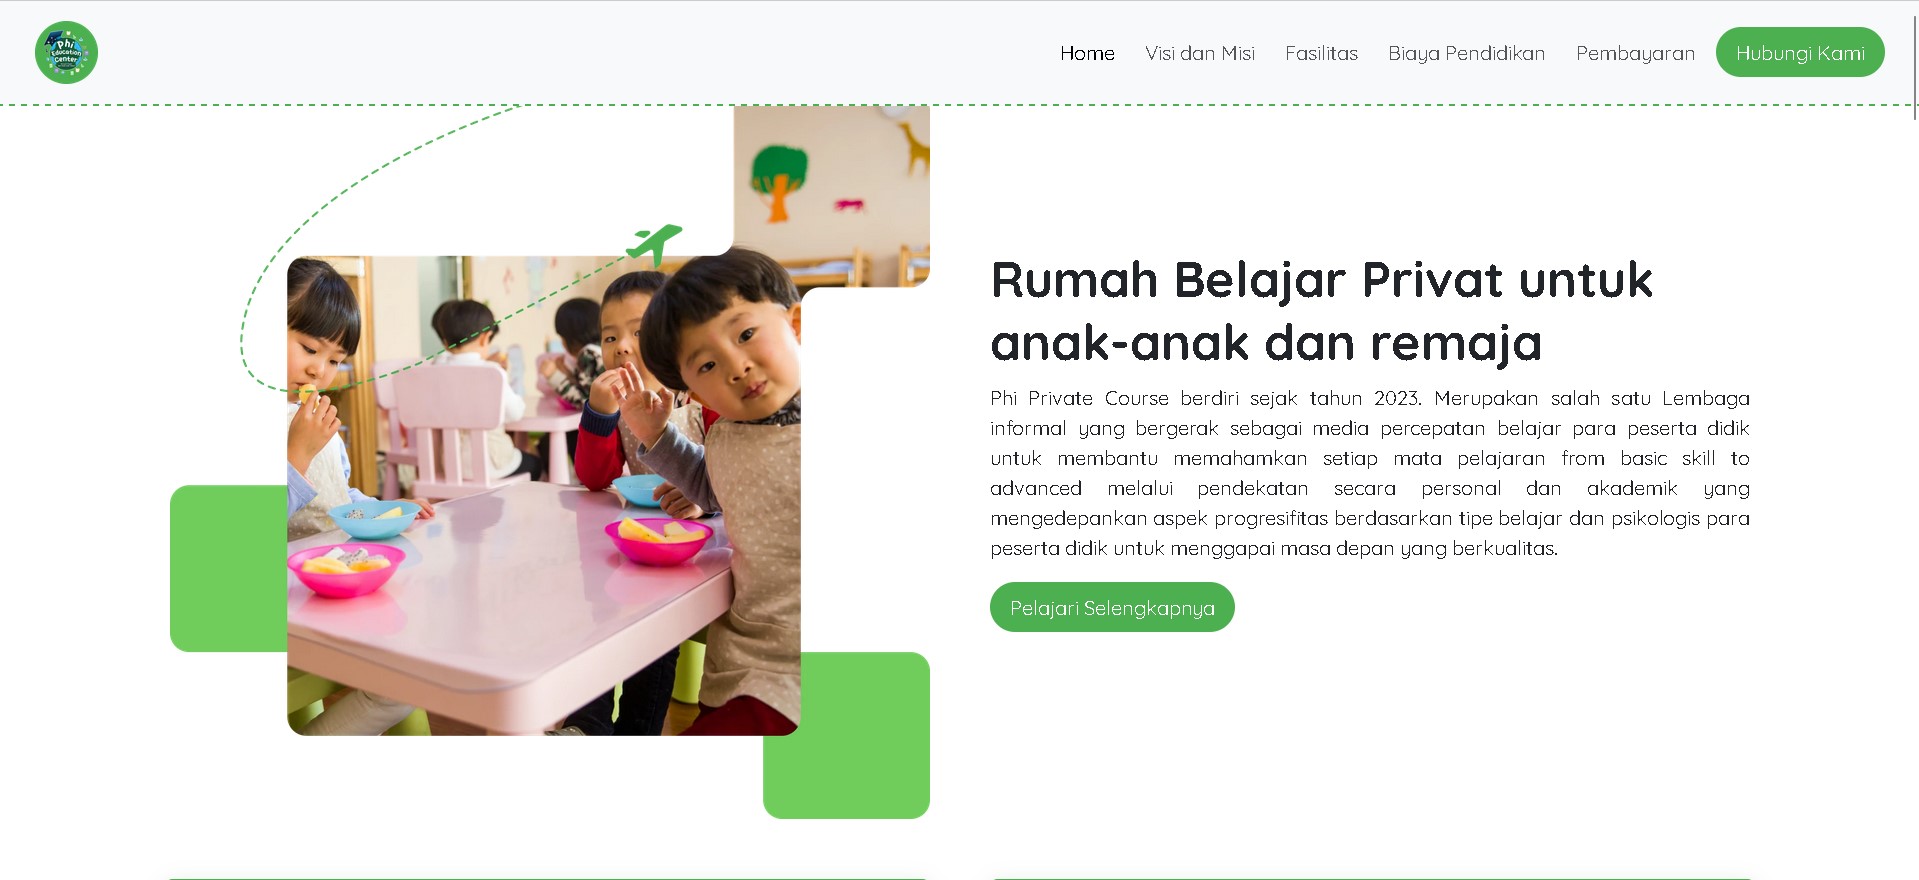 Phi
Education
Center
Home
Visi dan Misi
Fasilitas
Biaya Pendidikan
Pembayaran
Hubungi Kami
Rumah Belajar Privat untuk
anak-anak dan remaja
Phi Private Course berdiri sejak tahun 2023. Merupakan salah satu Lembaga
informal yang bergerak sebagai media percepatan belajar para peserta didik
untuk membantu memahamkan setiap mata pelajaran from basic skill to
advanced melalui pendekatan secara personal dan akademik yang
mengedepankan aspek progresifitas berdasarkan tipe belajar dan psikologis para
peserta didik untuk menggapai masa depan yang berkualitas.
Pelajari Selengkapnya